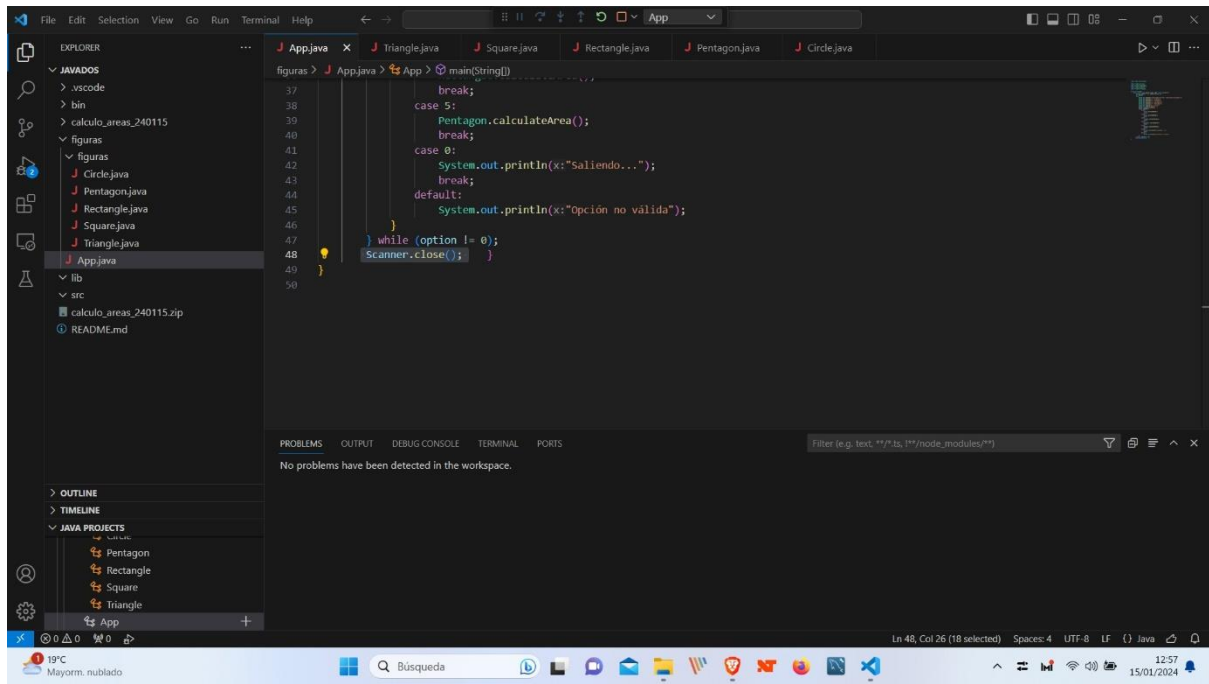 File Edit Selection View Go Run Terminal Help
App
EXPLORER
JAVADOS
.vscode
bin
calculo_areas_240115
figuras
figuras
Circle.java
Pentagon.java
Rectangle.java
Square.java
Triangle.java
App.java
lib
src
calculo_areas_240115.zip
README.md
OUTLINE
TIMELINE
JAVA PROJECTS
Circle
Pentagon
Rectangle
Square
Triangle
App
App.java Triangle.java Square.java Rectangle.java Pentagon.java Circle.java
figuras > App.java > App > main(String[])
37 break;
38 case 5:
39 Pentagon.calculateArea();
40 break;
41 case 0:
42 System.out.println(x:"Saliendo...");
43 break;
44 default:
45 System.out.println(x:"Opción no válida");
46 }
47 } while (option != 0);
48 Scanner.close(); }
49 }
50
PROBLEMS OUTPUT DEBUG CONSOLE TERMINAL PORTS
Filter (e.g. text, **/*.ts, !**/node_modules/**)
No problems have been detected in the workspace.
0 0 0 Ln 48, Col 26 (18 selected) Spaces: 4 UTF-8 LF {} Java
1 19°C
Mayorm. nublado
Búsqueda
12:57
15/01/2024